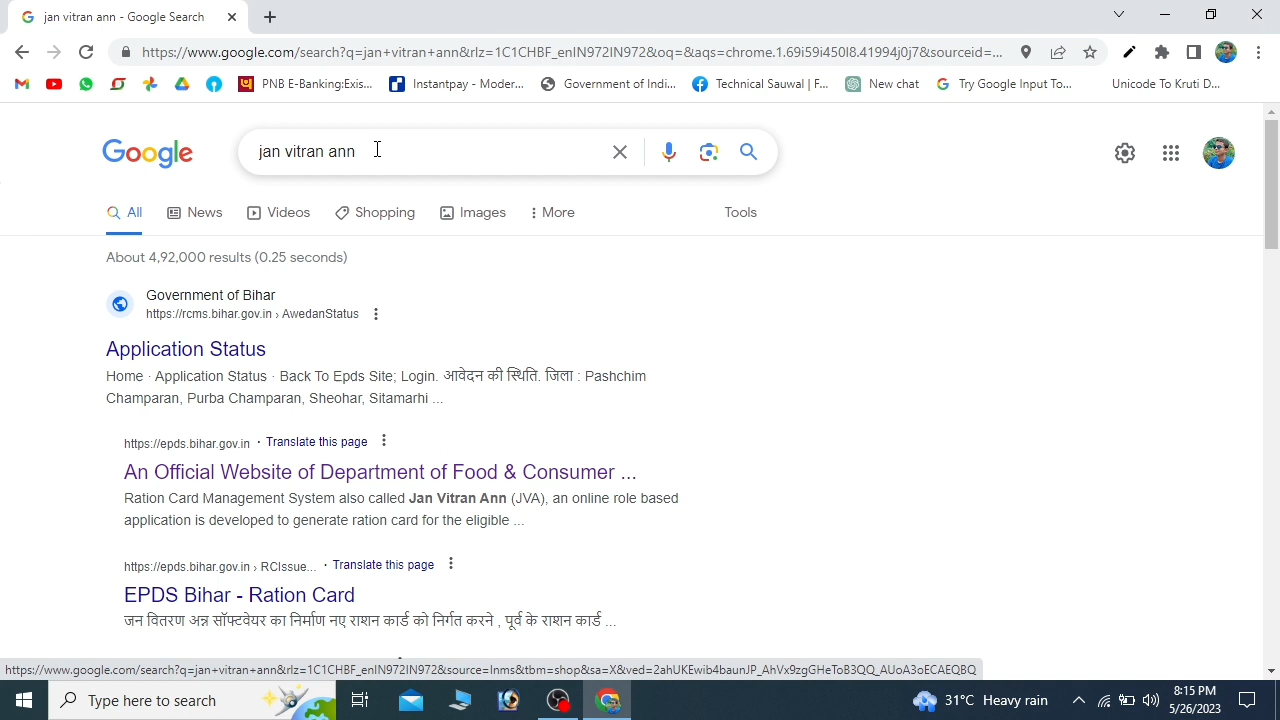 jan vitran ann - Google Search
https://www.google.com/search?q=jan+vitran+ann&rlz=1C1CHBF_enIN972IN972&oq=&aqs=chrome.1.69i59i450l8.41994j0j7&sourceid=...
PNB E-Banking:Exis... Instantpay - Moder... Government of Indi... Technical Sauwal | F... New chat Try Google Input To... Unicode To Kruti D...
Google jan vitran ann
All News Videos Shopping Images More Tools
About 4,92,000 results (0.25 seconds)
Government of Bihar
https://rcms.bihar.gov.in › AwedanStatus
Application Status
Home · Application Status · Back To Epds Site; Login. आवेदन की स्थिति. जिला : Pashchim
Champaran, Purba Champaran, Sheohar, Sitamarhi ...
https://epds.bihar.gov.in · Translate this page
An Official Website of Department of Food & Consumer ...
Ration Card Management System also called Jan Vitran Ann (JVA), an online role based
application is developed to generate ration card for the eligible ...
https://epds.bihar.gov.in › RCIssue... · Translate this page
EPDS Bihar - Ration Card
जन वितरण अन्न सॉफ्टवेयर का निर्माण नए राशन कार्ड को निर्गत करने , पूर्व के राशन कार्ड ...
https://www.google.com/search?q=jan+vitran+ann&rlz=1C1CHBF_enIN972IN972&source=lnms&tbm=shop&sa=X&ved=2ahUKEwib4baunJP_AhVx9zgGHeToB3QQ_AUoA3oECAEQBQ
Type here to search
31°C Heavy rain
8:15 PM
5/26/2023